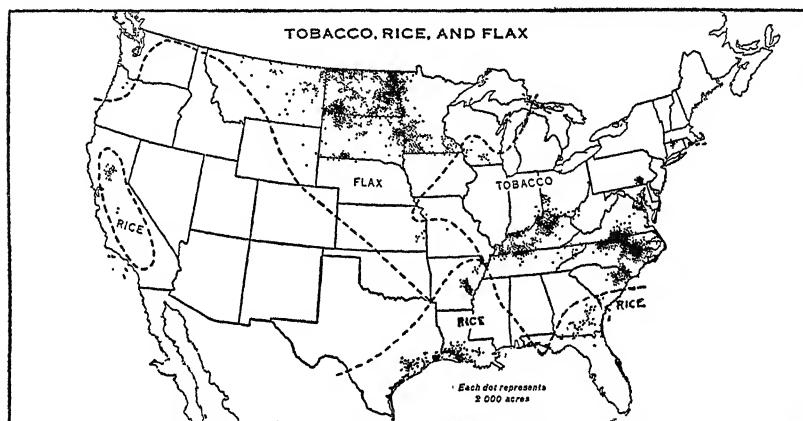 TOBACCO, RICE, AND FLAX
FLAX
TOBACCO
RICE
RICE
RICE
Each dot represents
2 000 acres